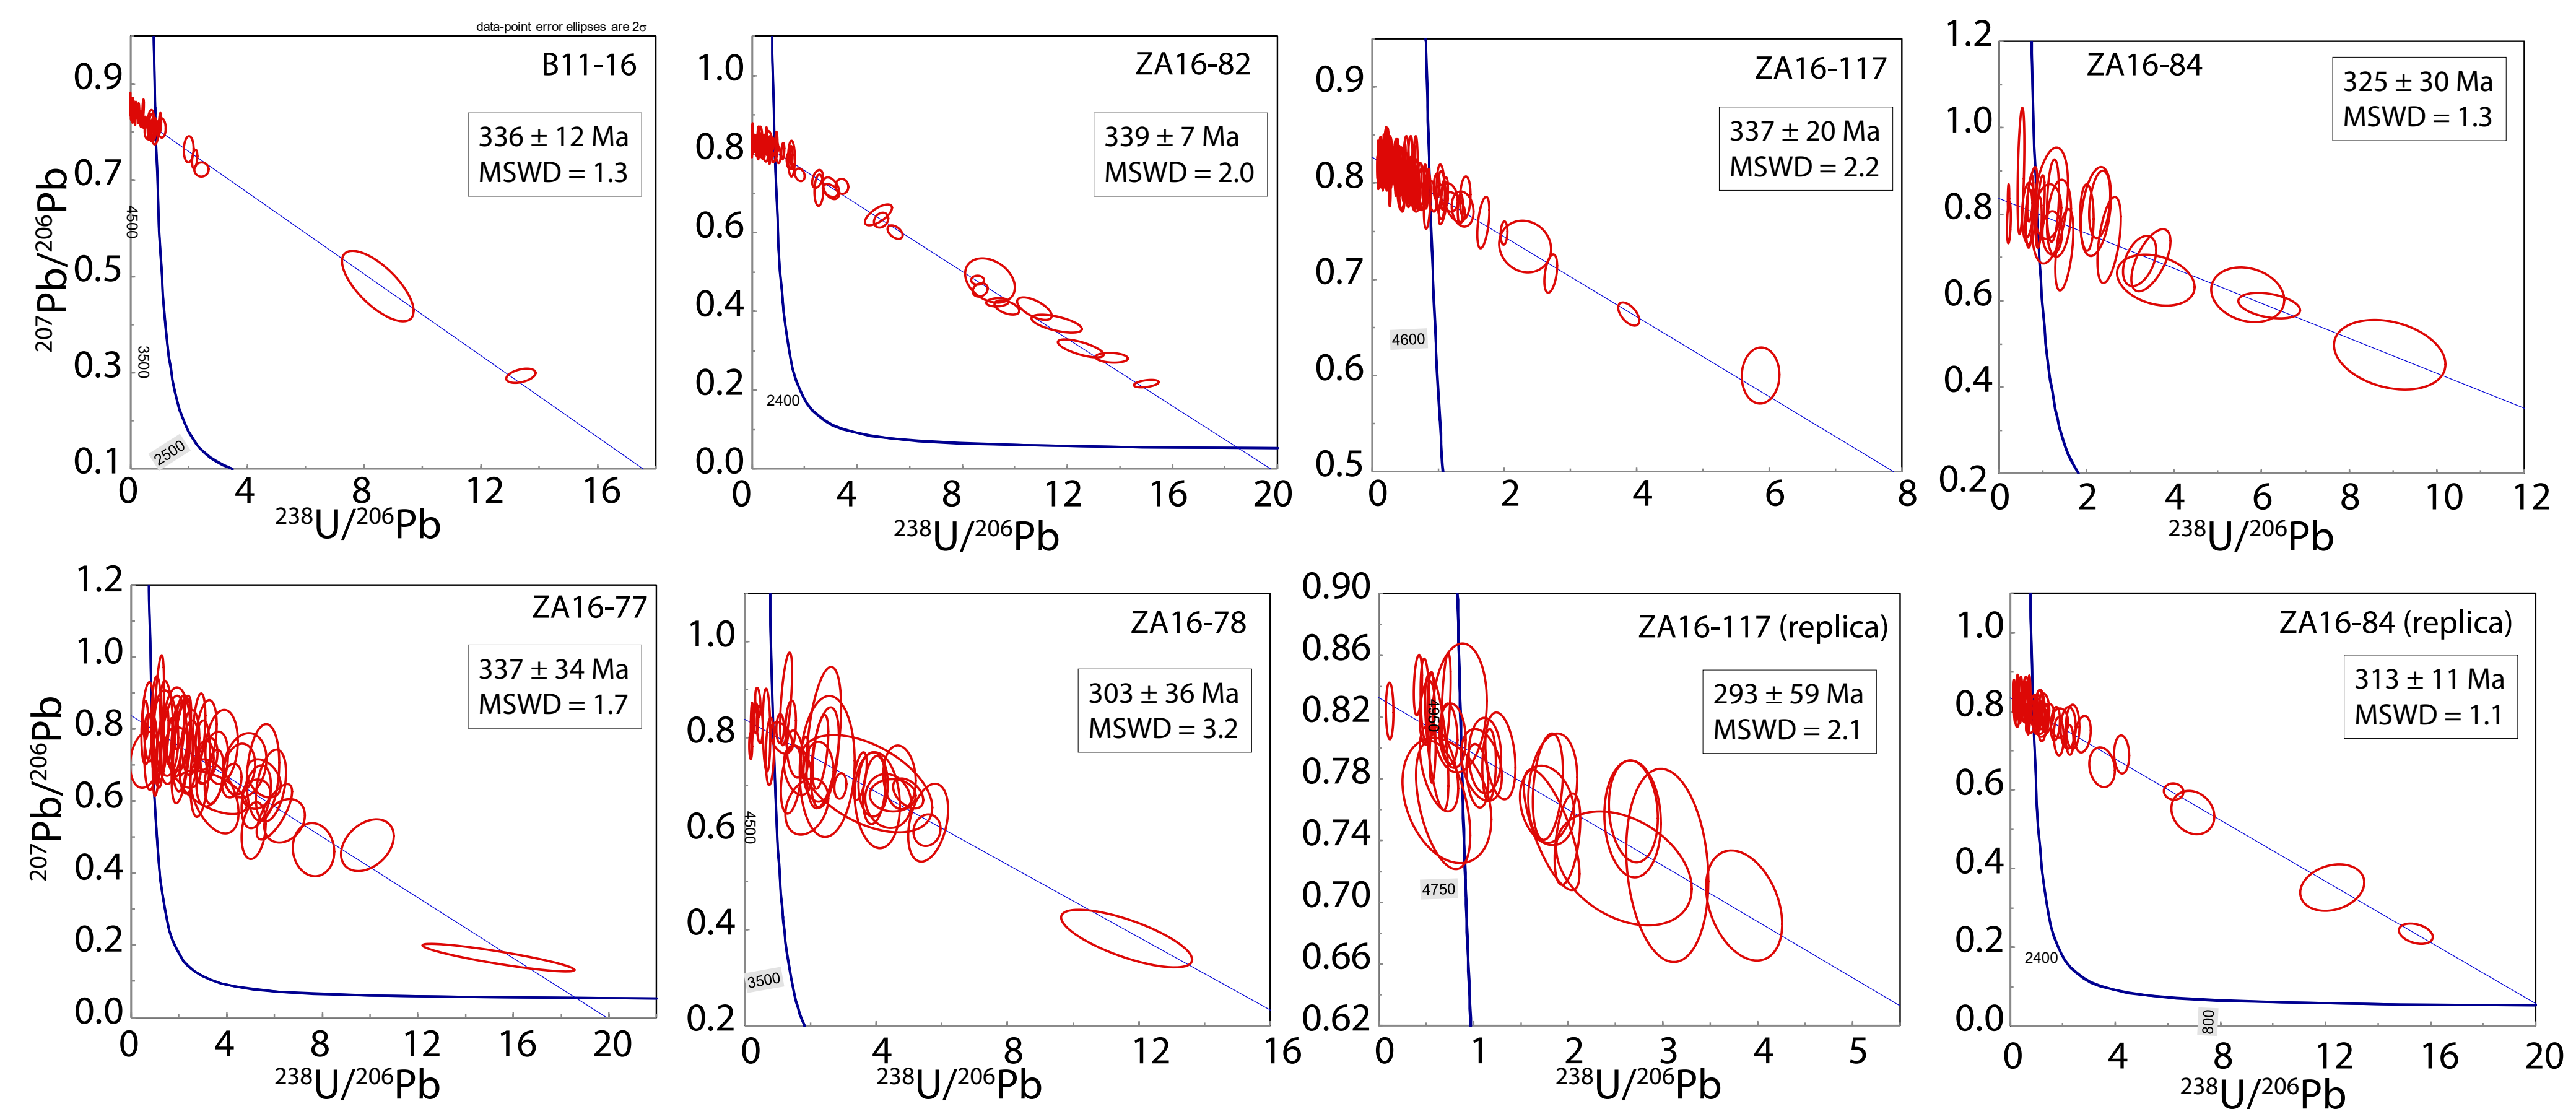 data-point error ellipses are 2σ
B11-16
336 ± 12 Ma
MSWD = 1.3
207Pb/206Pb
0.9
0.7
0.5
0.3
0.1
4500
3500
2500
0 4 8 12 16
238U/206Pb
ZA16-82
339 ± 7 Ma
MSWD = 2.0
1.0
0.8
0.6
0.4
0.2
0.0
2400
0 4 8 12 16 20
238U/206Pb
ZA16-117
337 ± 20 Ma
MSWD = 2.2
0.9
0.8
0.7
0.6
0.5
4600
0 2 4 6 8
238U/206Pb
ZA16-84
325 ± 30 Ma
MSWD = 1.3
1.2
1.0
0.8
0.6
0.4
0.2
0 2 4 6 8 10 12
238U/206Pb
ZA16-77
337 ± 34 Ma
MSWD = 1.7
207Pb/206Pb
1.2
1.0
0.8
0.6
0.4
0.2
0.0
0 4 8 12 16 20
238U/206Pb
ZA16-78
303 ± 36 Ma
MSWD = 3.2
1.0
0.8
0.6
0.4
0.2
4500
3500
0 4 8 12 16
238U/206Pb
ZA16-117 (replica)
293 ± 59 Ma
MSWD = 2.1
0.90
0.86
0.82
0.78
0.74
0.70
0.66
0.62
4950
4750
0 1 2 3 4 5
238U/206Pb
ZA16-84 (replica)
313 ± 11 Ma
MSWD = 1.1
1.0
0.8
0.6
0.4
0.2
0.0
2400
800
0 4 8 12 16 20
238U/206Pb